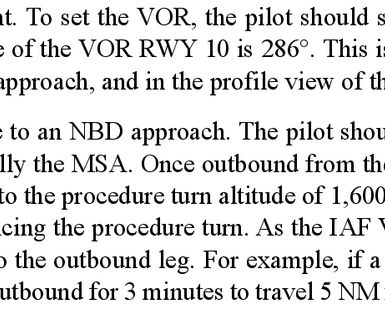 nt. To set the VOR, the pilot should s
e of the VOR RWY 10 is 286°. This is
approach, and in the profile view of th
e to an NBD approach. The pilot shou
lly the MSA. Once outbound from the
to the procedure turn altitude of 1,600
cing the procedure turn. As the IAF V
o the outbound leg. For example, if a
utbound for 3 minutes to travel 5 NM